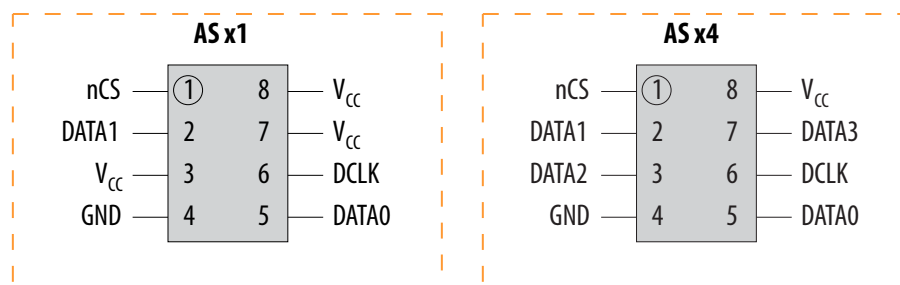 AS x1
nCS 1 8 VCC
DATA1 2 7 VCC
VCC 3 6 DCLK
GND 4 5 DATA0
AS x4
nCS 1 8 VCC
DATA1 2 7 DATA3
DATA2 3 6 DCLK
GND 4 5 DATA0